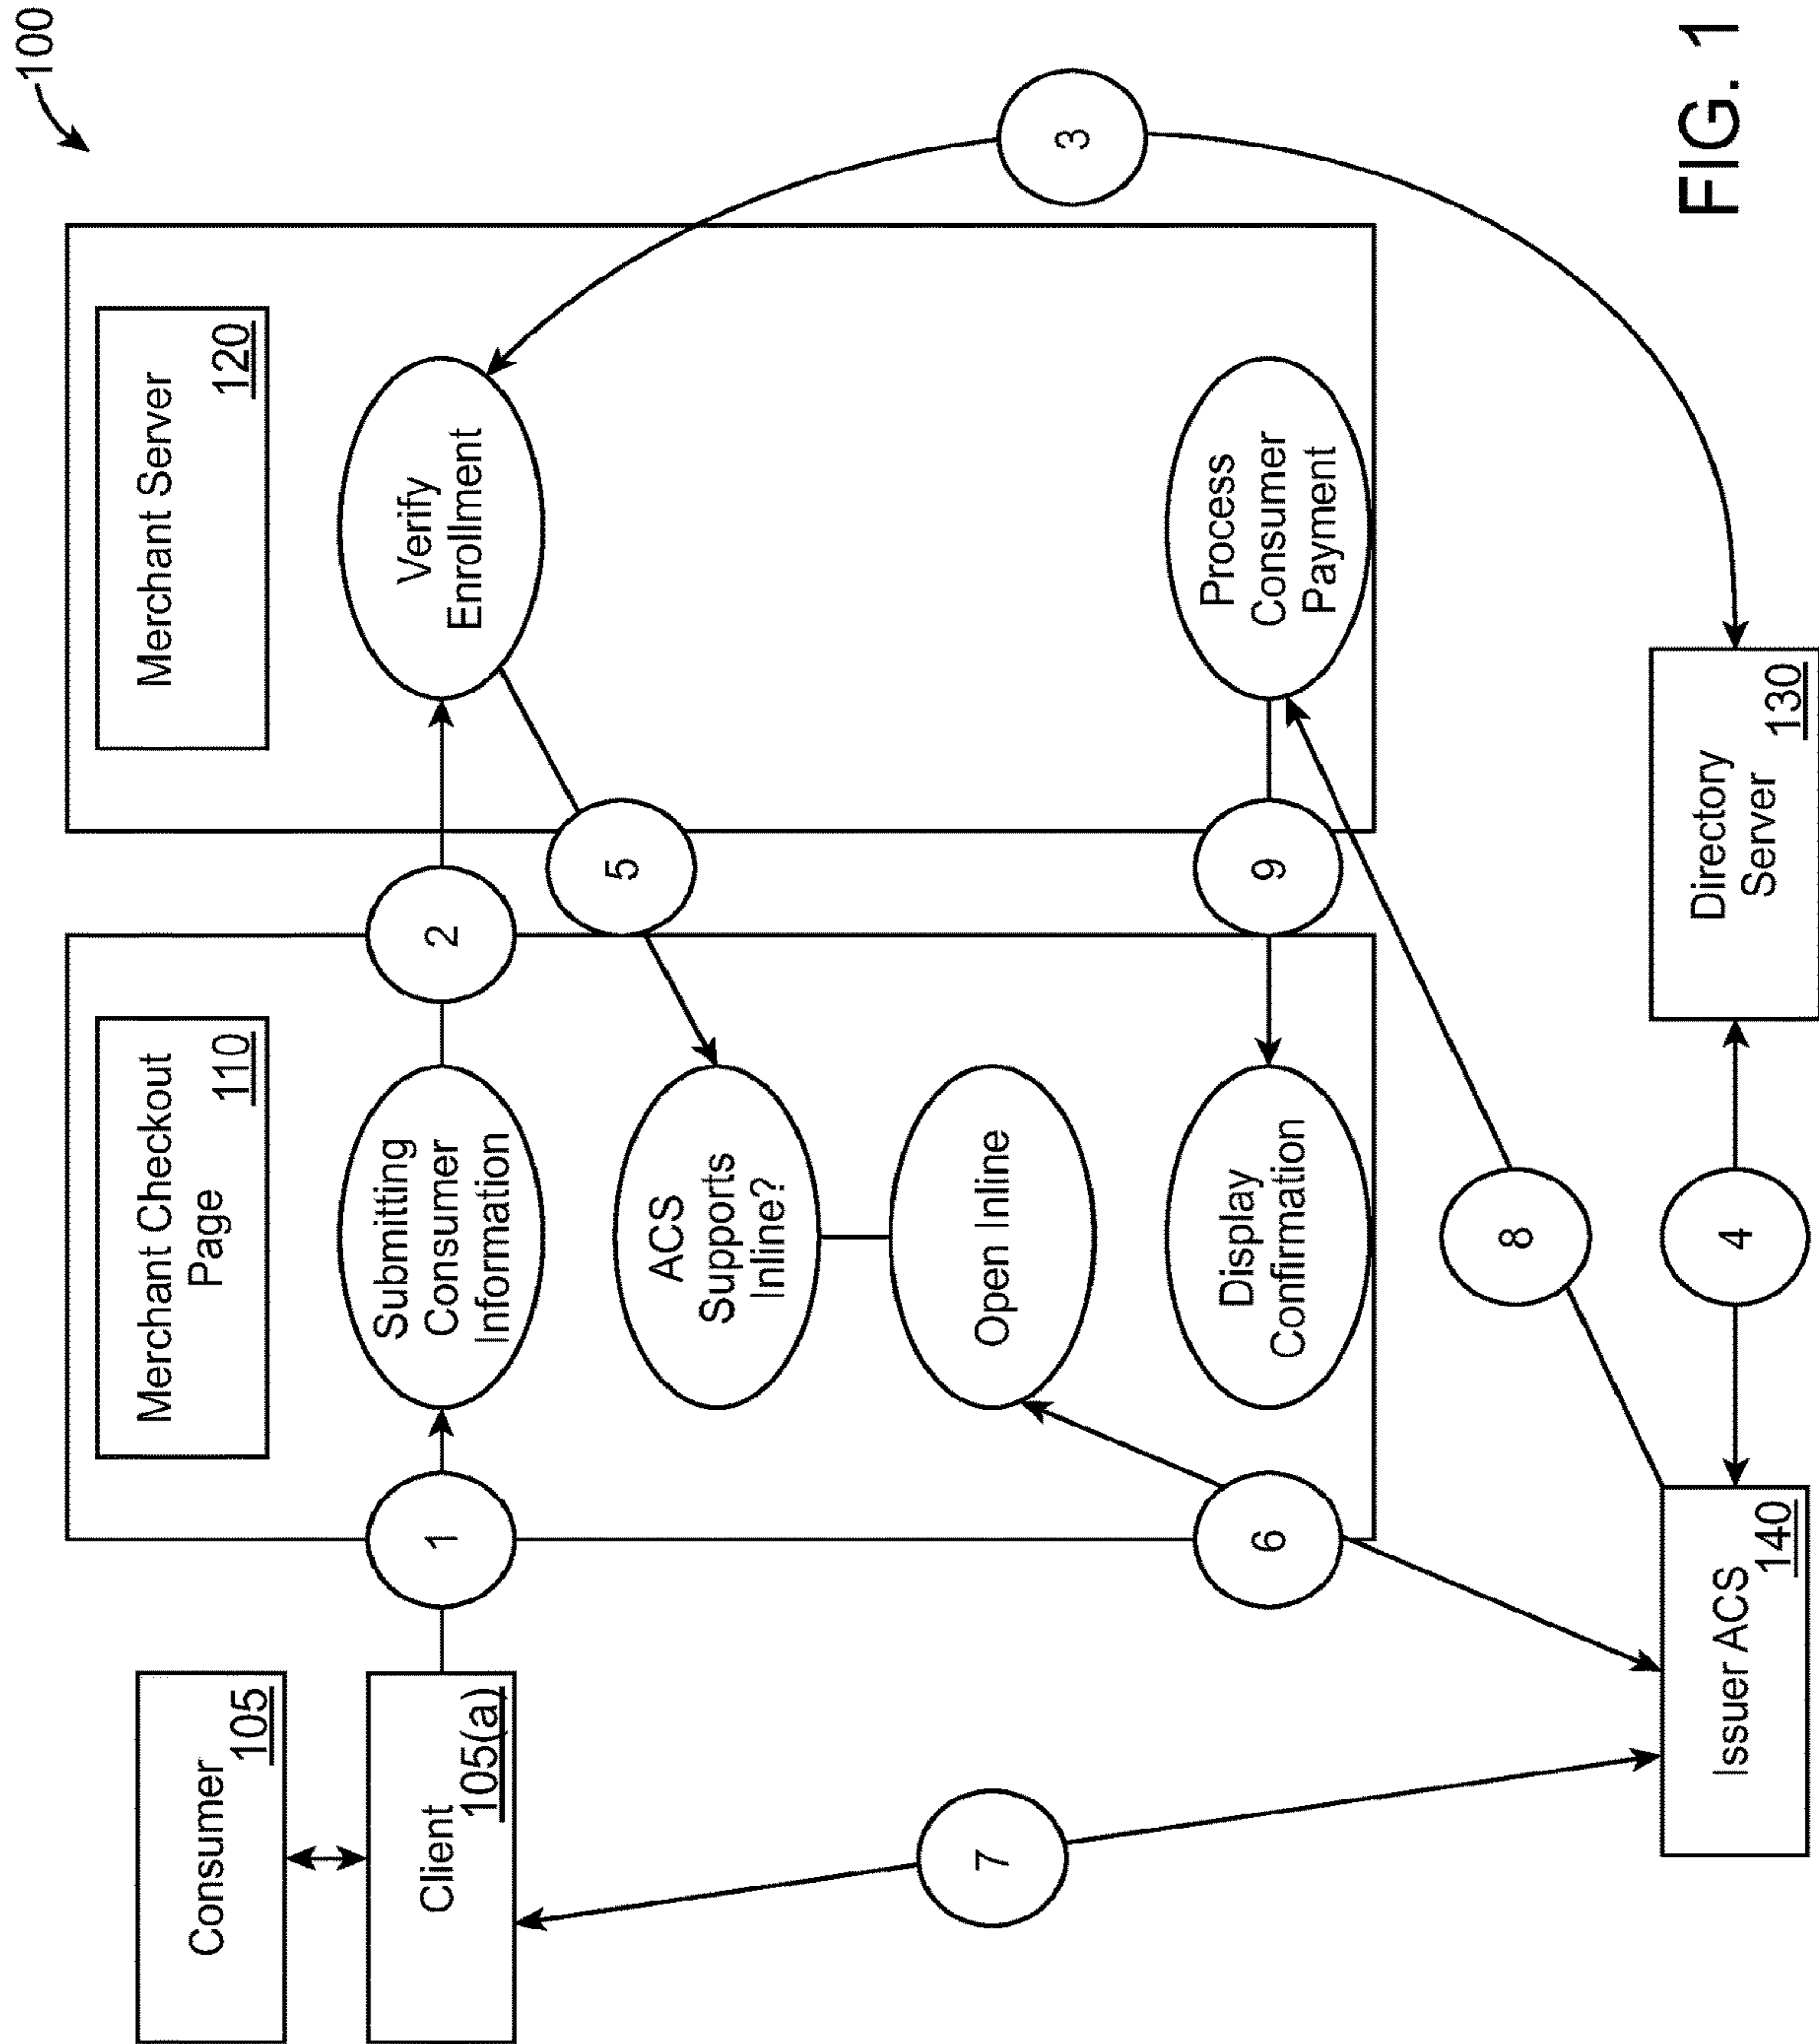 100
Consumer
105
Client
105(a)
1
Merchant Checkout
Page
110
Submitting
Consumer
Information
2
ACS
Supports
Inline?
Open Inline
Display
Confirmation
Merchant Server
120
Verify
Enrollment
Process
Consumer
Payment
3
5
9
6
7
8
4
Issuer ACS
140
Directory
Server
130
FIG. 1